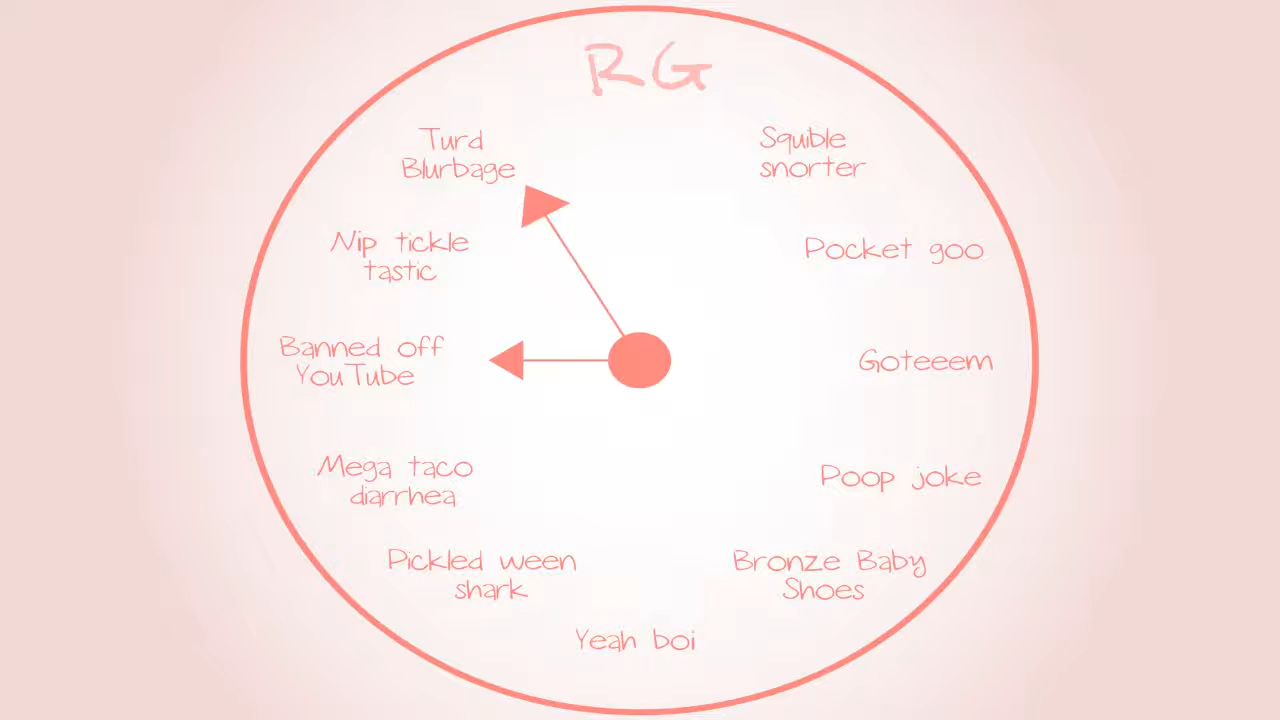 RG
Turd
Blurbage
Squible
snorter
Nip tickle
tastic
Pocket goo
Banned off
YouTube
Goteeem
Mega taco
diarrhea
Poop joke
Pickled ween
shark
Bronze Baby
Shoes
Yeah boi